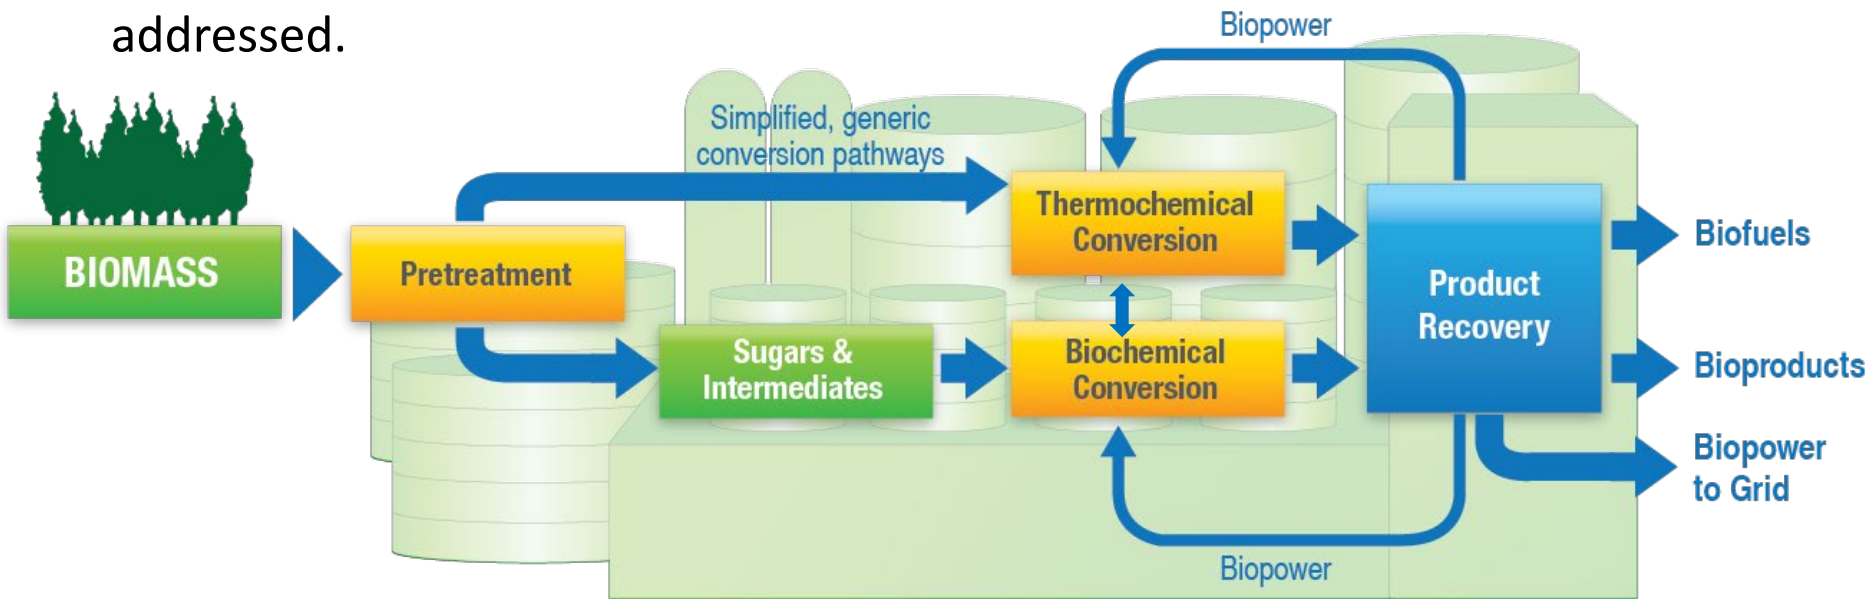 addressed.
Biopower
Simplified, generic
conversion pathways
BIOMASS
Pretreatment
Thermochemical
Conversion
Sugars &
Intermediates
Biochemical
Conversion
Product
Recovery
Biofuels
Bioproducts
Biopower
to Grid
Biopower